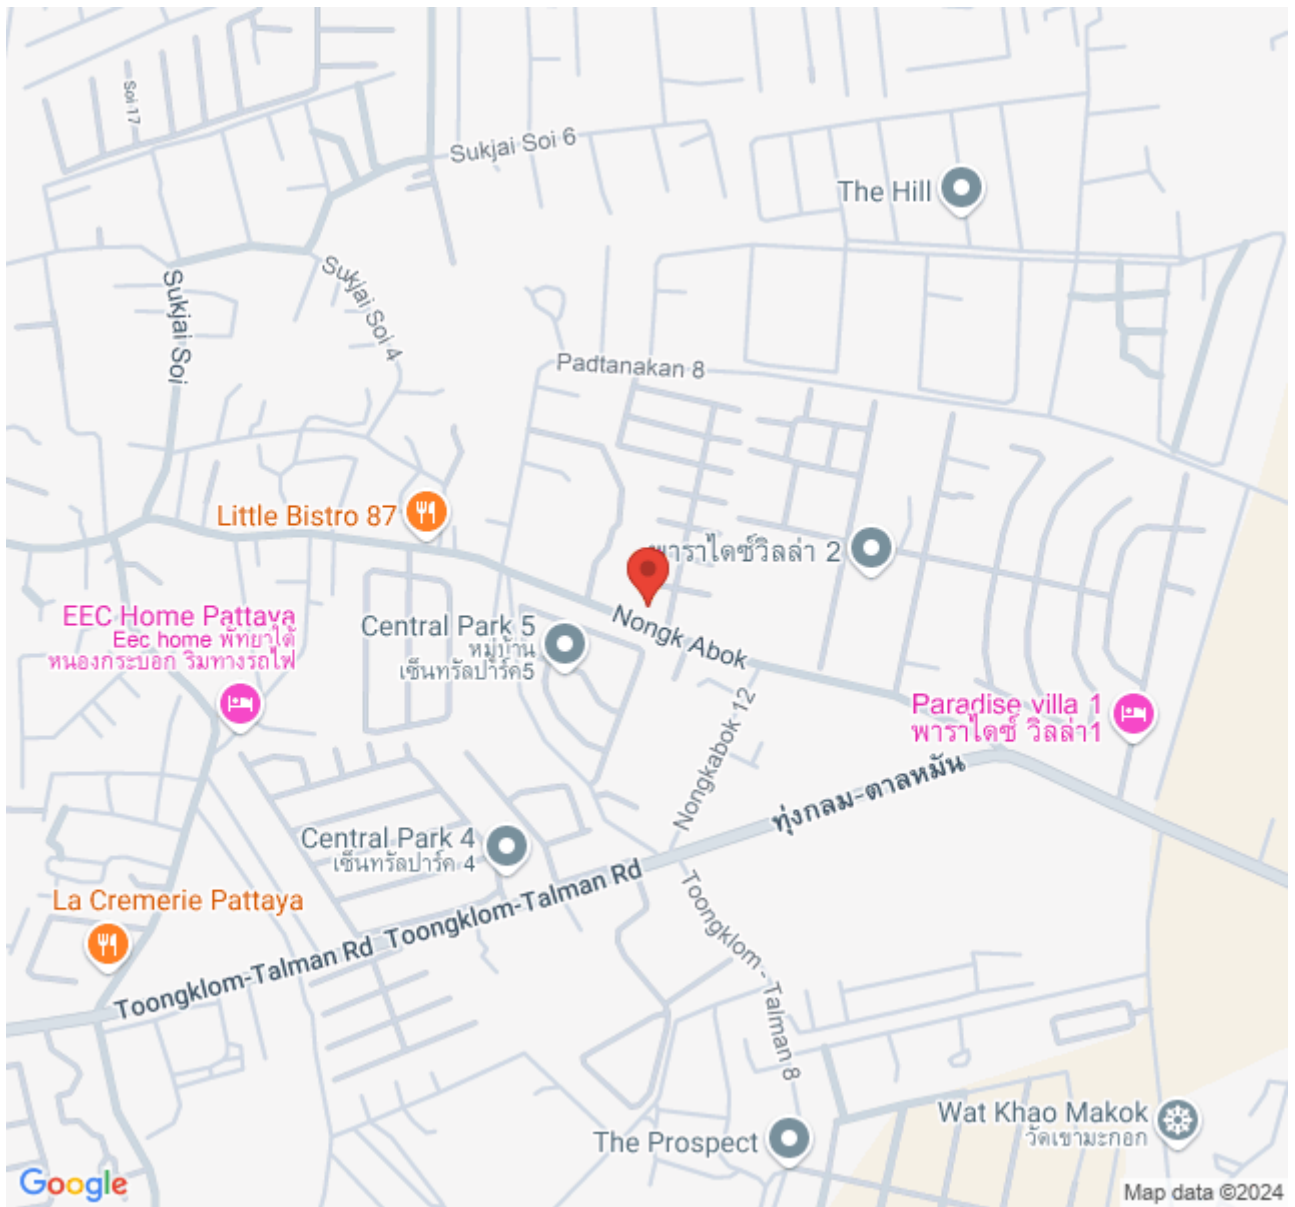 Soi 17
Sukjai Soi 6
The Hill
Sukjai Soi
Sukjai Soi 4
Padtanakan 8
Little Bistro 87
พาราไดซ์วิลล่า 2
EEC Home Pattaya
Eec home พัทยาใต้
หนองกระบอก ริมทางรถไฟ
Central Park 5
หมู่บ้าน
เซ็นทรัลปาร์ค5
Nongk Abok
Nongkabok 12
Paradise villa 1
พาราไดซ์ วิลล่า1
ทุ่งกลม-ตาลหมัน
Central Park 4
เซ็นทรัลปาร์ค 4
La Cremerie Pattaya
Toongklom-Talman Rd
Toongklom-Talman Rd
Toongklom - Talman 8
Wat Khao Makok
วัดเขามะกอก
The Prospect
Google
Map data ©2024